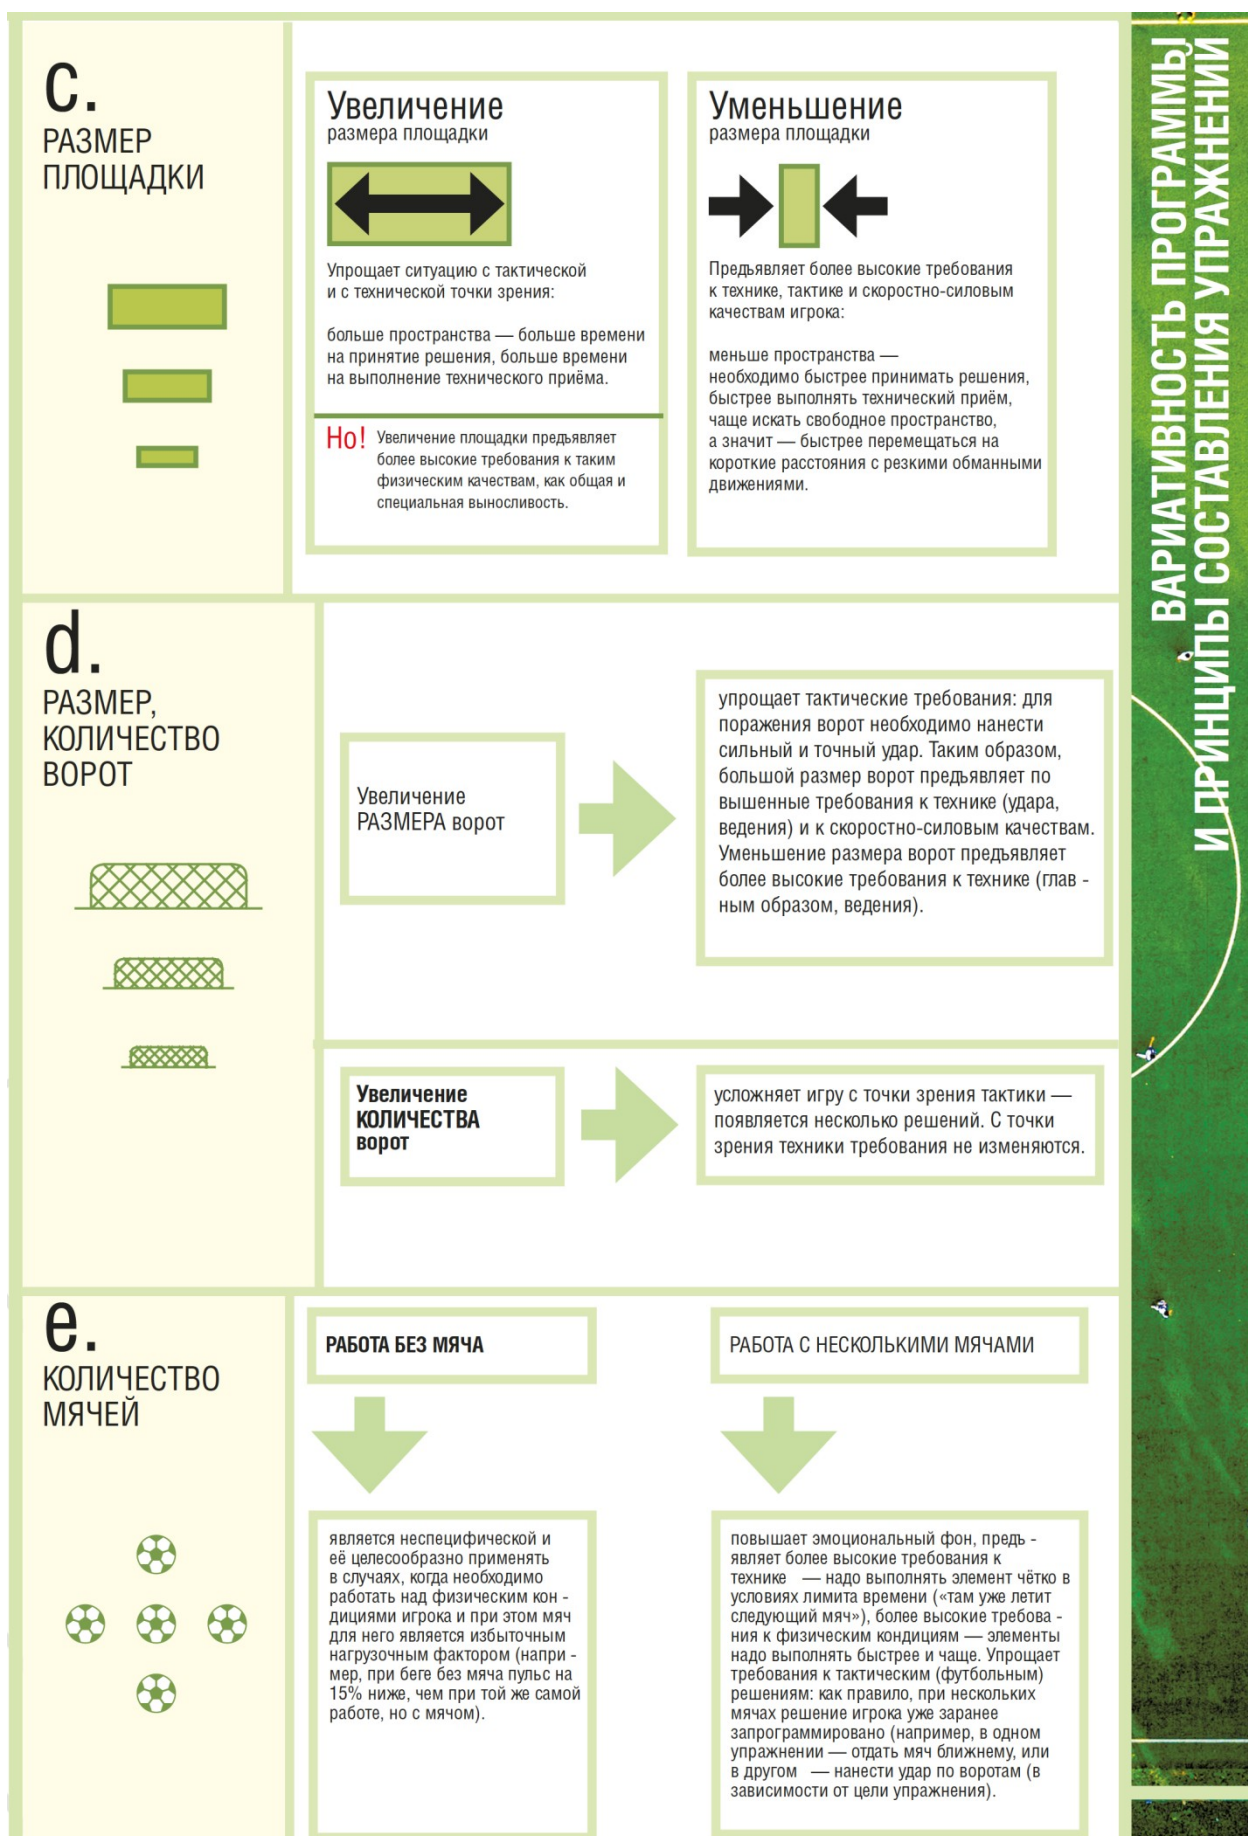 c.
РАЗМЕР
ПЛОЩАДКИ
Увеличение
размера площадки
Упрощает ситуацию с тактической
и с технической точки зрения:
больше пространства — больше времени
на принятие решения, больше времени
на выполнение технического приёма.
Но!
Увеличение площадки предъявляет
более высокие требования к таким
физическим качествам, как общая и
специальная выносливость.
Уменьшение
размера площадки
Предъявляет более высокие требования
к технике, тактике и скоростно-силовым
качествам игрока:
меньше пространства —
необходимо быстрее принимать решения,
быстрее выполнять технический приём,
чаще искать свободное пространство,
а значит — быстрее перемещаться на
короткие расстояния с резкими обманными
движениями.
d.
РАЗМЕР,
КОЛИЧЕСТВО
ВОРОТ
Увеличение
РАЗМЕРА ворот
упрощает тактические требования: для
поражения ворот необходимо нанести
сильный и точный удар. Таким образом,
большой размер ворот предъявляет по
вышенные требования к технике (удара,
ведения) и к скоростно-силовым качествам.
Уменьшение размера ворот предъявляет
более высокие требования к технике (глав -
ным образом, ведения).
Увеличение
КОЛИЧЕСТВА
ворот
усложняет игру с точки зрения тактики —
появляется несколько решений. С точки
зрения техники требования не изменяются.
e.
КОЛИЧЕСТВО
МЯЧЕЙ
РАБОТА БЕЗ МЯЧА
является неспецифической и
её целесообразно применять
в случаях, когда необходимо
работать над физическим кон -
дициями игрока и при этом мяч
для него является избыточным
нагрузочным фактором (напри -
мер, при беге без мяча пульс на
15% ниже, чем при той же самой
работе, но с мячом).
РАБОТА С НЕСКОЛЬКИМИ МЯЧАМИ
повышает эмоциональный фон, предъ -
являет более высокие требования к
технике — надо выполнять элемент чётко в
условиях лимита времени («там уже летит
следующий мяч»), более высокие требова -
ния к физическим кондициям — элементы
надо выполнять быстрее и чаще. Упрощает
требования к тактическим (футбольным)
решениям: как правило, при нескольких
мячах решение игрока уже заранее
запрограммировано (например, в одном
упражнении — отдать мяч ближнему, или
в другом — нанести удар по воротам (в
зависимости от цели упражнения).
ВАРИАТИВНОСТЬ ПРОГРАММЫ
И ПРИНЦИПЫ СОСТАВЛЕНИЯ УПРАЖНЕНИЙ